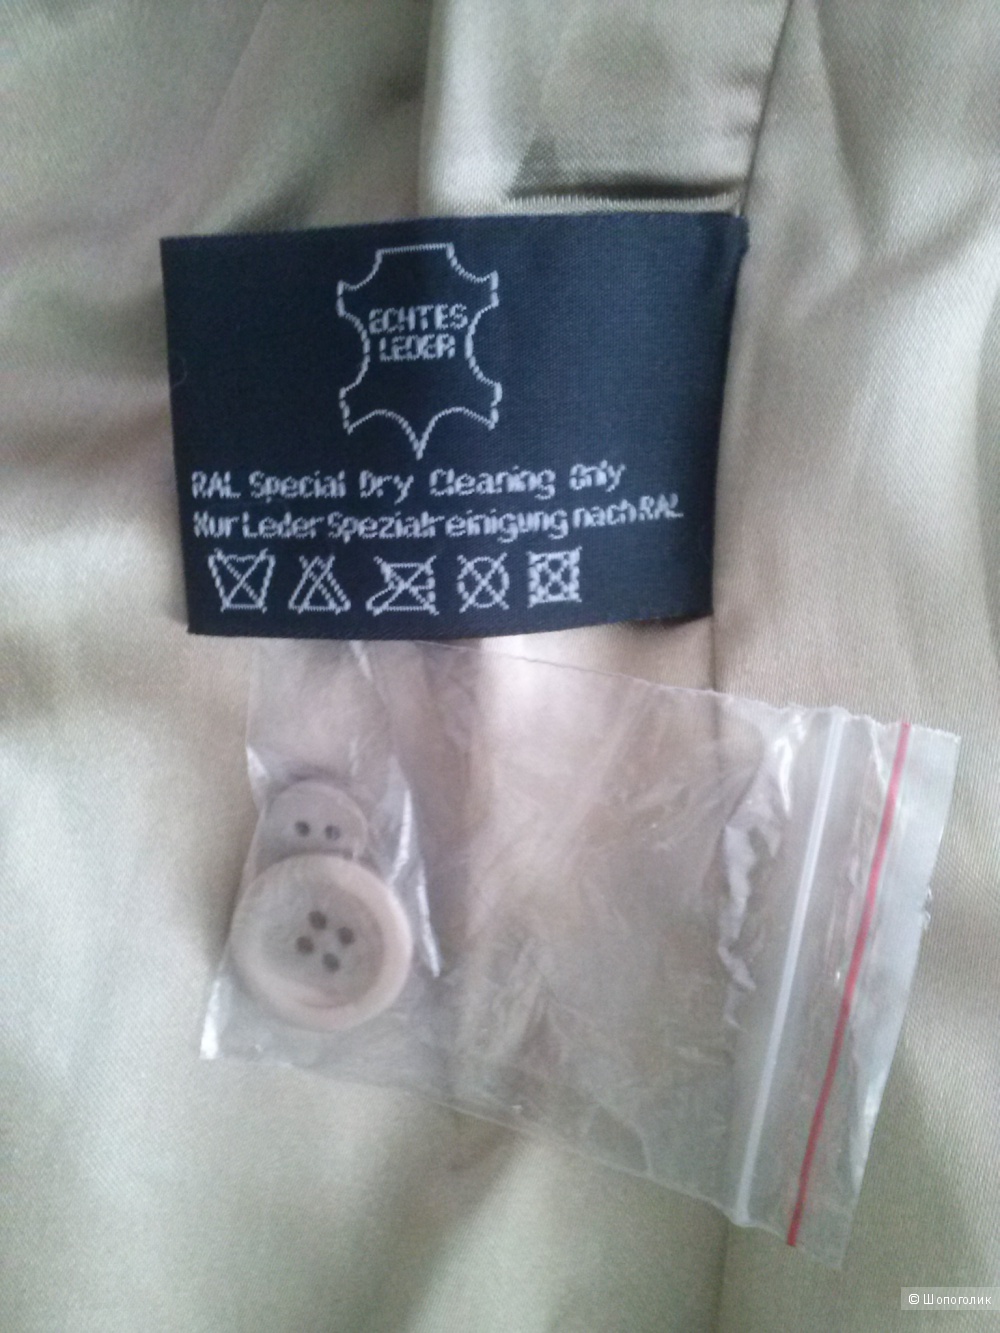 ECHTES
LEDER
RAL Special Dry Cleaning Only
Nur Leder Spezialreinigung nach RAL
© Шопоголик